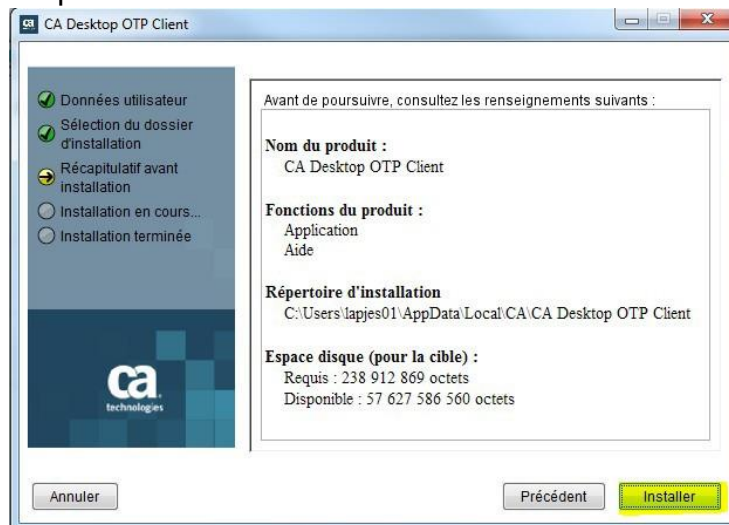 CA Desktop OTP Client
Données utilisateur
Sélection du dossier
d'installation
Récapitulatif avant
installation
Installation en cours...
Installation terminée
ca
technologies
Avant de poursuivre, consultez les renseignements suivants :
Nom du produit :
CA Desktop OTP Client
Fonctions du produit :
Application
Aide
Répertoire d'installation
C:\Users\lapjes01\AppData\Local\CA\CA Desktop OTP Client
Espace disque (pour la cible) :
Requis : 238 912 869 octets
Disponible : 57 627 586 560 octets
Annuler
Précédent
Installer